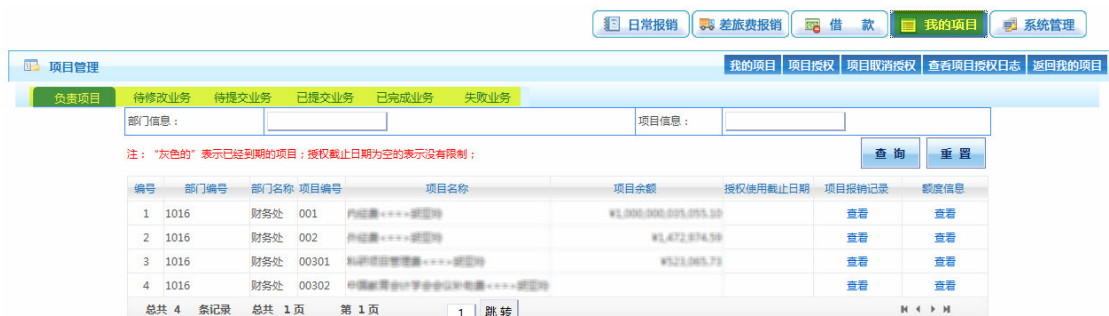 日常报销 差旅费报销 借 款 我的项目 系统管理
项目管理 我的项目 项目授权 项目取消授权 查看项目授权日志 返回我的项目
负责项目 待修改业务 待提交业务 已提交业务 已完成业务 失败业务
部门信息： 项目信息：
注：“灰色的”表示已经到期的项目；授权截止日期为空的表示没有限制； 查 询 重 置
编号 部门编号 部门名称 项目编号 项目名称 项目余额 授权使用截止日期 项目报销记录 额度信息
1 1016 财务处 001 查看 查看
2 1016 财务处 002 查看 查看
3 1016 财务处 00301 查看 查看
4 1016 财务处 00302 查看 查看
总共 4 条记录 总共 1 页 第 1 页 1 跳 转